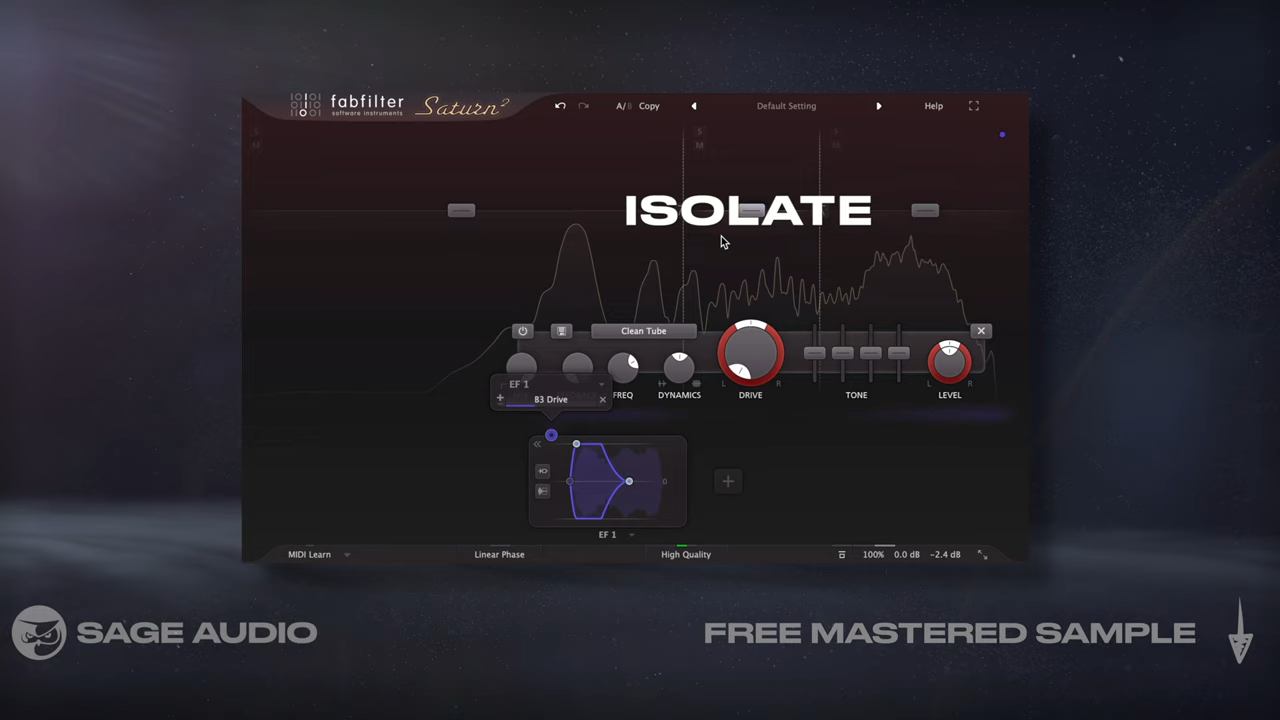 fabfilter
software instruments
Saturn 2
A/B Copy
Default Setting
Help
S
M
S
M
S
M
ISOLATE
Clean Tube
EF 1
B3 Drive
FREQ
DYNAMICS
L R
DRIVE
TONE
L R
LEVEL
EF 1
MIDI Learn
Linear Phase
High Quality
100% 0.0 dB -2.4 dB
SAGE AUDIO
FREE MASTERED SAMPLE